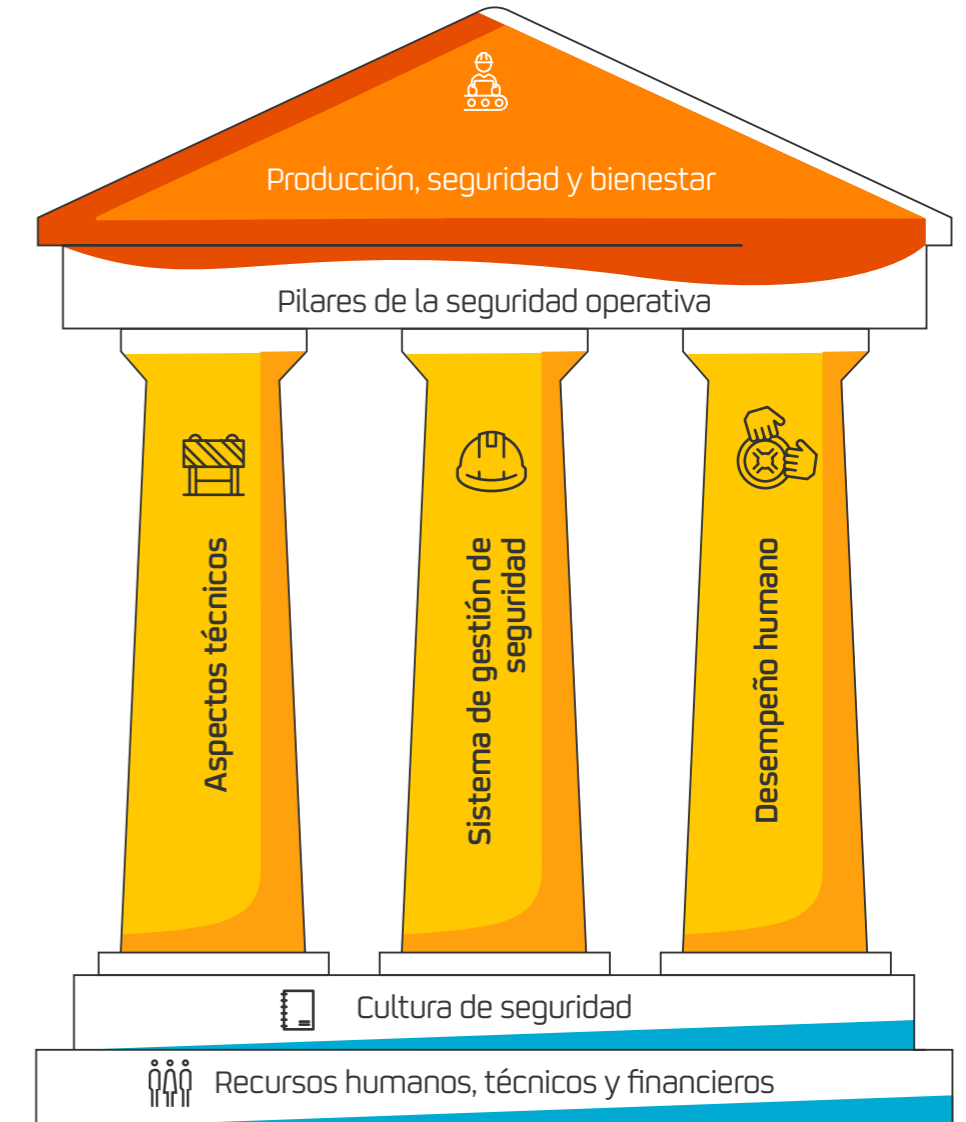 Producción, seguridad y bienestar
Pilares de la seguridad operativa
Aspectos técnicos
Sistema de gestión de
seguridad
Desempeño humano
Cultura de seguridad
Recursos humanos, técnicos y financieros